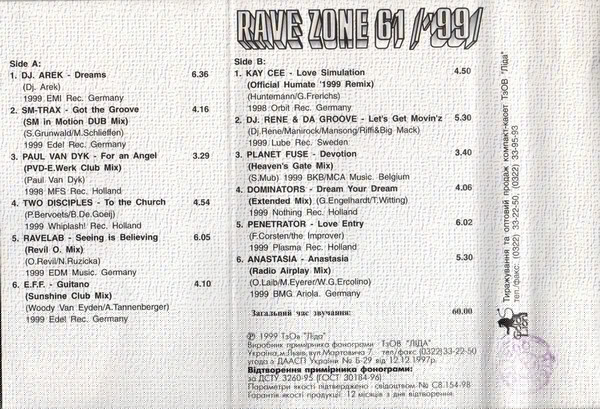 RAVE ZONE 61 /'99/
Side A:
1. DJ. AREK - Dreams 6.36
(Dj. Arek)
1999 EMI Rec. Germany
2. SM-TRAX - Got the Groove 4.16
(SM in Motion DUB Mix)
(S.Grunwald/M.Schlieffen)
1999 Edel Rec. Germany
3. PAUL VAN DYK - For an Angel 3.29
(PVD-E.Werk Club Mix)
(Paul Van Dyk)
1998 MFS Rec. Holland
4. TWO DISCIPLES - To the Church 4.54
(P.Bervoets/B.De.Goeij)
1999 Whiplash! Rec. Holland
5. RAVELAB - Seeing is Believing 6.05
(Revil O. Mix)
(O.Revil/N.Ruzicka)
1999 EDM Music. Germany
6. E.F.F. - Guitano 4.10
(Sunshine Club Mix)
(Woody Van Eyden/A.Tannenberger)
1999 Edel Rec. Germany
Side B:
1. KAY CEE - Love Simulation 4.50
(Official Humate '1999 Remix)
(Huntemann/G.Frerichs)
1998 Orbit Rec. Germany
2. DJ. RENE & DA GROOVE - Let's Get Movin'z 5.30
(Dj.Rene/Manirock/Mansong/Riffi&Big Mack)
1999 Lube Rec. Sweden
3. PLANET FUSE - Devotion 3.40
(Heaven's Gate Mix)
(S.Mub) 1999 BKB/MCA Music. Belgium
4. DOMINATORS - Dream Your Dream 4.06
(Extended Mix) (G.Engelhardt/T.Witting)
1999 Nothing Rec. Holland
5. PENETRATOR - Love Entry 6.02
(F.Corsten/the Improver)
1999 Plasma Rec. Holland
6. ANASTASIA - Anastasia 5.30
(Radio Airplay Mix)
(O.Laib/M.Eyerer/W.G.Ercolino)
1999 BMG Ariola. Germany
Загальний час звучання: 60.00
℗ 1999 ТзОв "Ліда"
Виробник примірника фонограми - ТзОВ "ЛІДА"
Україна,м.Львів,вул.Мартовича 7. тел/факс (0322)33-22-50
угода з ДААСП України № Б-29 від 12.12.1997р.
Відтворення примірника фонограми:
за ДСТУ 3260-95 (ГОСТ 30184-96)
Параметри якості підтверджено свідоцтвом № С8.154-98
Гарантія якості продукції 12 місяців з дня відтворення.
Тиражування та оптовий продаж компакт-касет ТзОВ "Ліда"
тел./факс. (0322) 33-22-50, (0322) 33-95-93